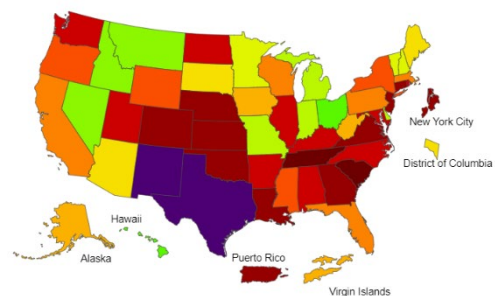 New York City
District of Columbia
Hawaii
Alaska
Puerto Rico
Virgin Islands